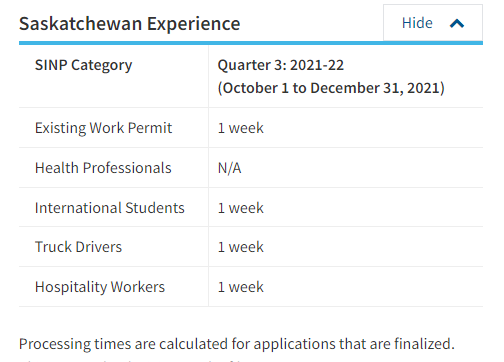 Saskatchewan Experience
Hide
SINP Category
Quarter 3: 2021-22
(October 1 to December 31, 2021)
Existing Work Permit 1 week
Health Professionals N/A
International Students 1 week
Truck Drivers 1 week
Hospitality Workers 1 week
Processing times are calculated for applications that are finalized.